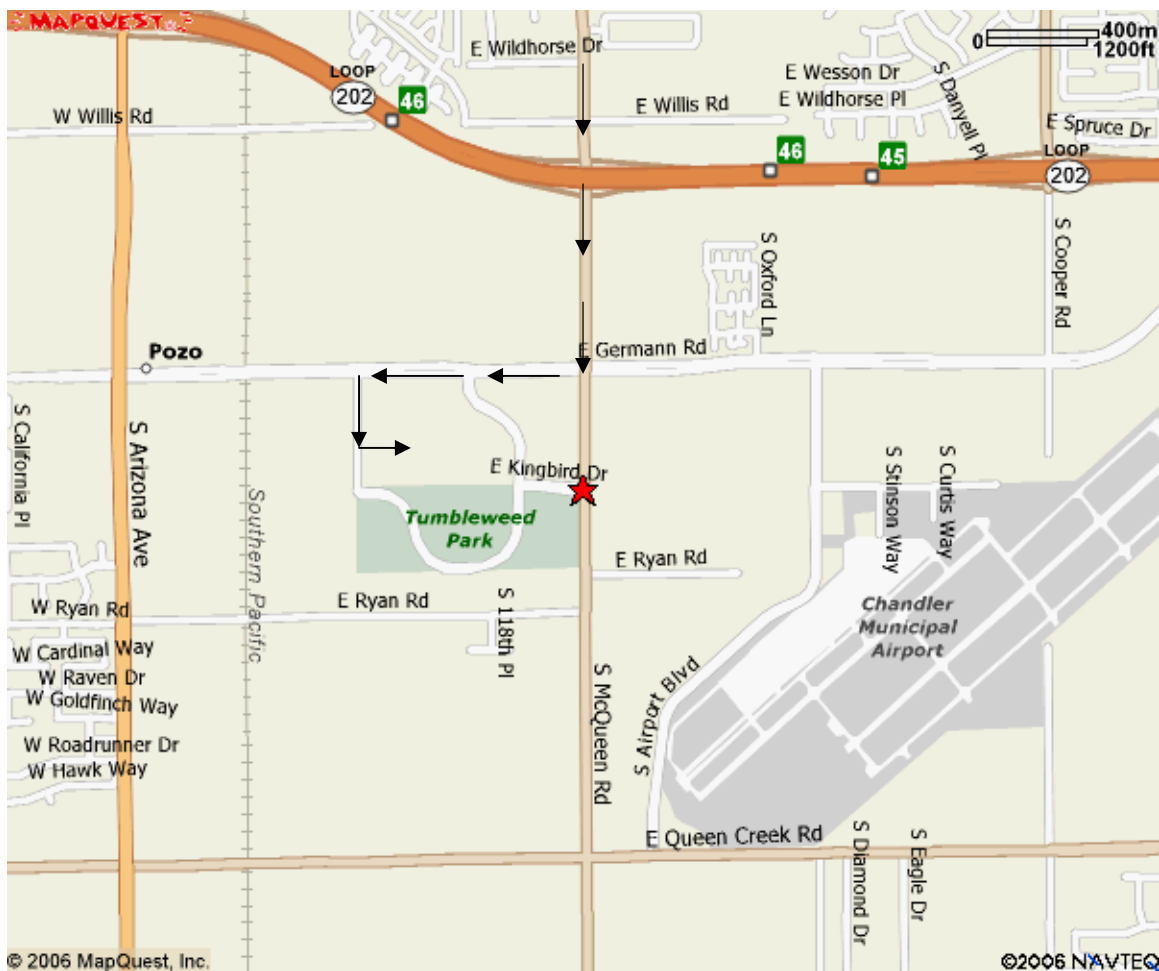 MAPQUEST
E Wildhorse Dr
0 400m
1200ft
LOOP
202
46
E Wesson Dr
S Danyell Pl
E Wildhorse Pl
W Willis Rd
E Willis Rd
E Spruce Dr
46
45
LOOP
202
S Oxford Ln
S Cooper Rd
Pozo
E Germann Rd
S California Pl
S Arizona Ave
Southern Pacific
E Kingbird Dr
Tumbleweed
Park
S Stinson Way
S Curtis Way
E Ryan Rd
W Ryan Rd
E Ryan Rd
S 118th Pl
Chandler
Municipal
Airport
W Cardinal Way
W Raven Dr
W Goldfinch Way
S McQueen Rd
S Airport Blvd
W Roadrunner Dr
W Hawk Way
E Queen Creek Rd
S Diamond Dr
S Eagle Dr
© 2006 MapQuest, Inc.
©2006 NAVTEQ